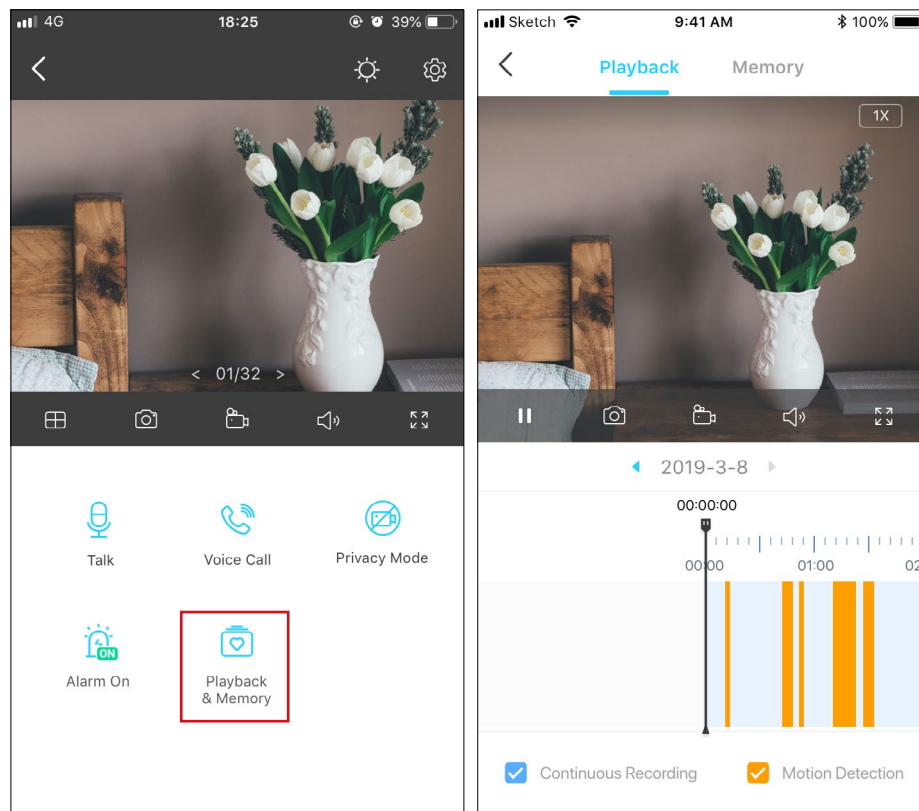 4G
18:25
39%
< 01/32 >
Talk
Voice Call
Privacy Mode
ON
Alarm On
Playback
& Memory
Sketch
9:41 AM
100%
Playback
Memory
1X
2019-3-8
00:00:00
00:00
01:00
02
Continuous Recording
Motion Detection